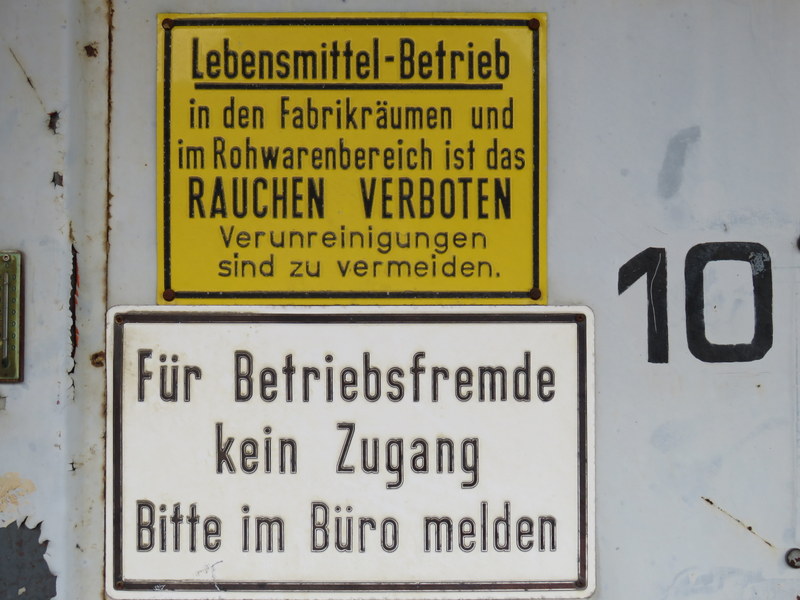 Lebensmittel-Betrieb
in den Fabrikräumen und
im Rohwarenbereich ist das
RAUCHEN VERBOTEN
Verunreinigungen
sind zu vermeiden.
10
Für Betriebsfremde
kein Zugang
Bitte im Büro melden